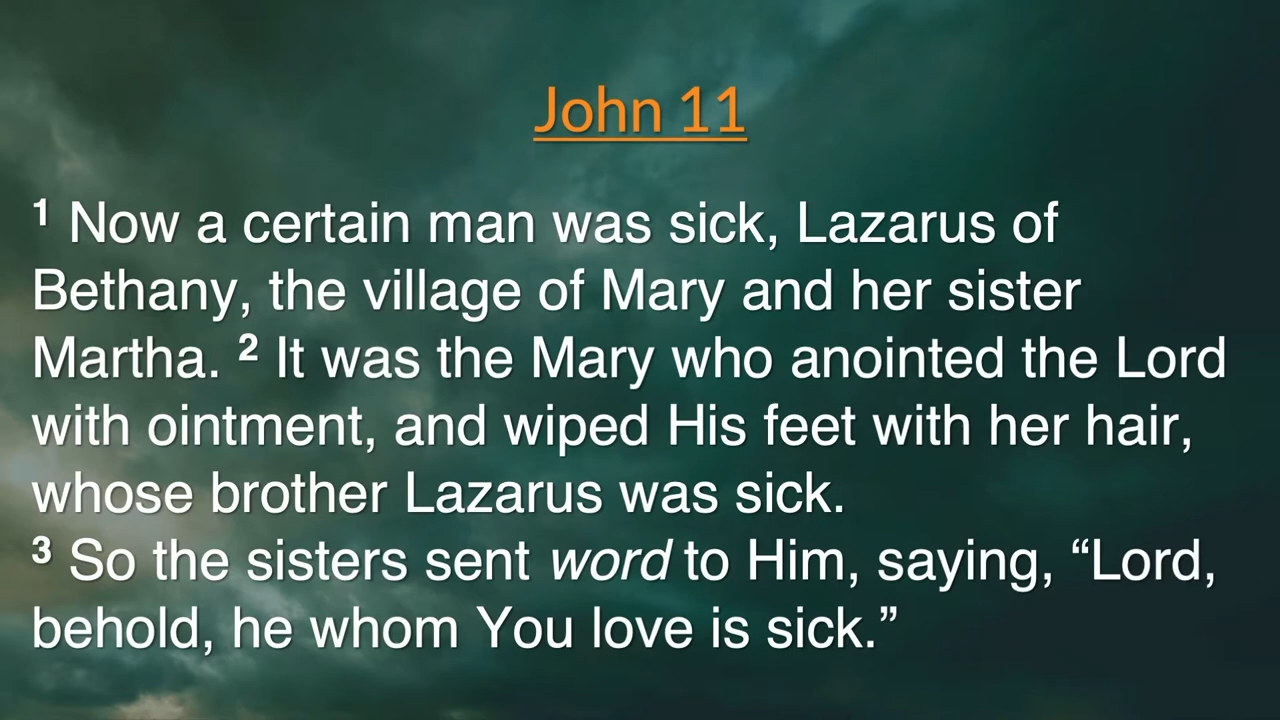 John 11
1 Now a certain man was sick, Lazarus of
Bethany, the village of Mary and her sister
Martha. 2 It was the Mary who anointed the Lord
with ointment, and wiped His feet with her hair,
whose brother Lazarus was sick.
3 So the sisters sent word to Him, saying, “Lord,
behold, he whom You love is sick.”